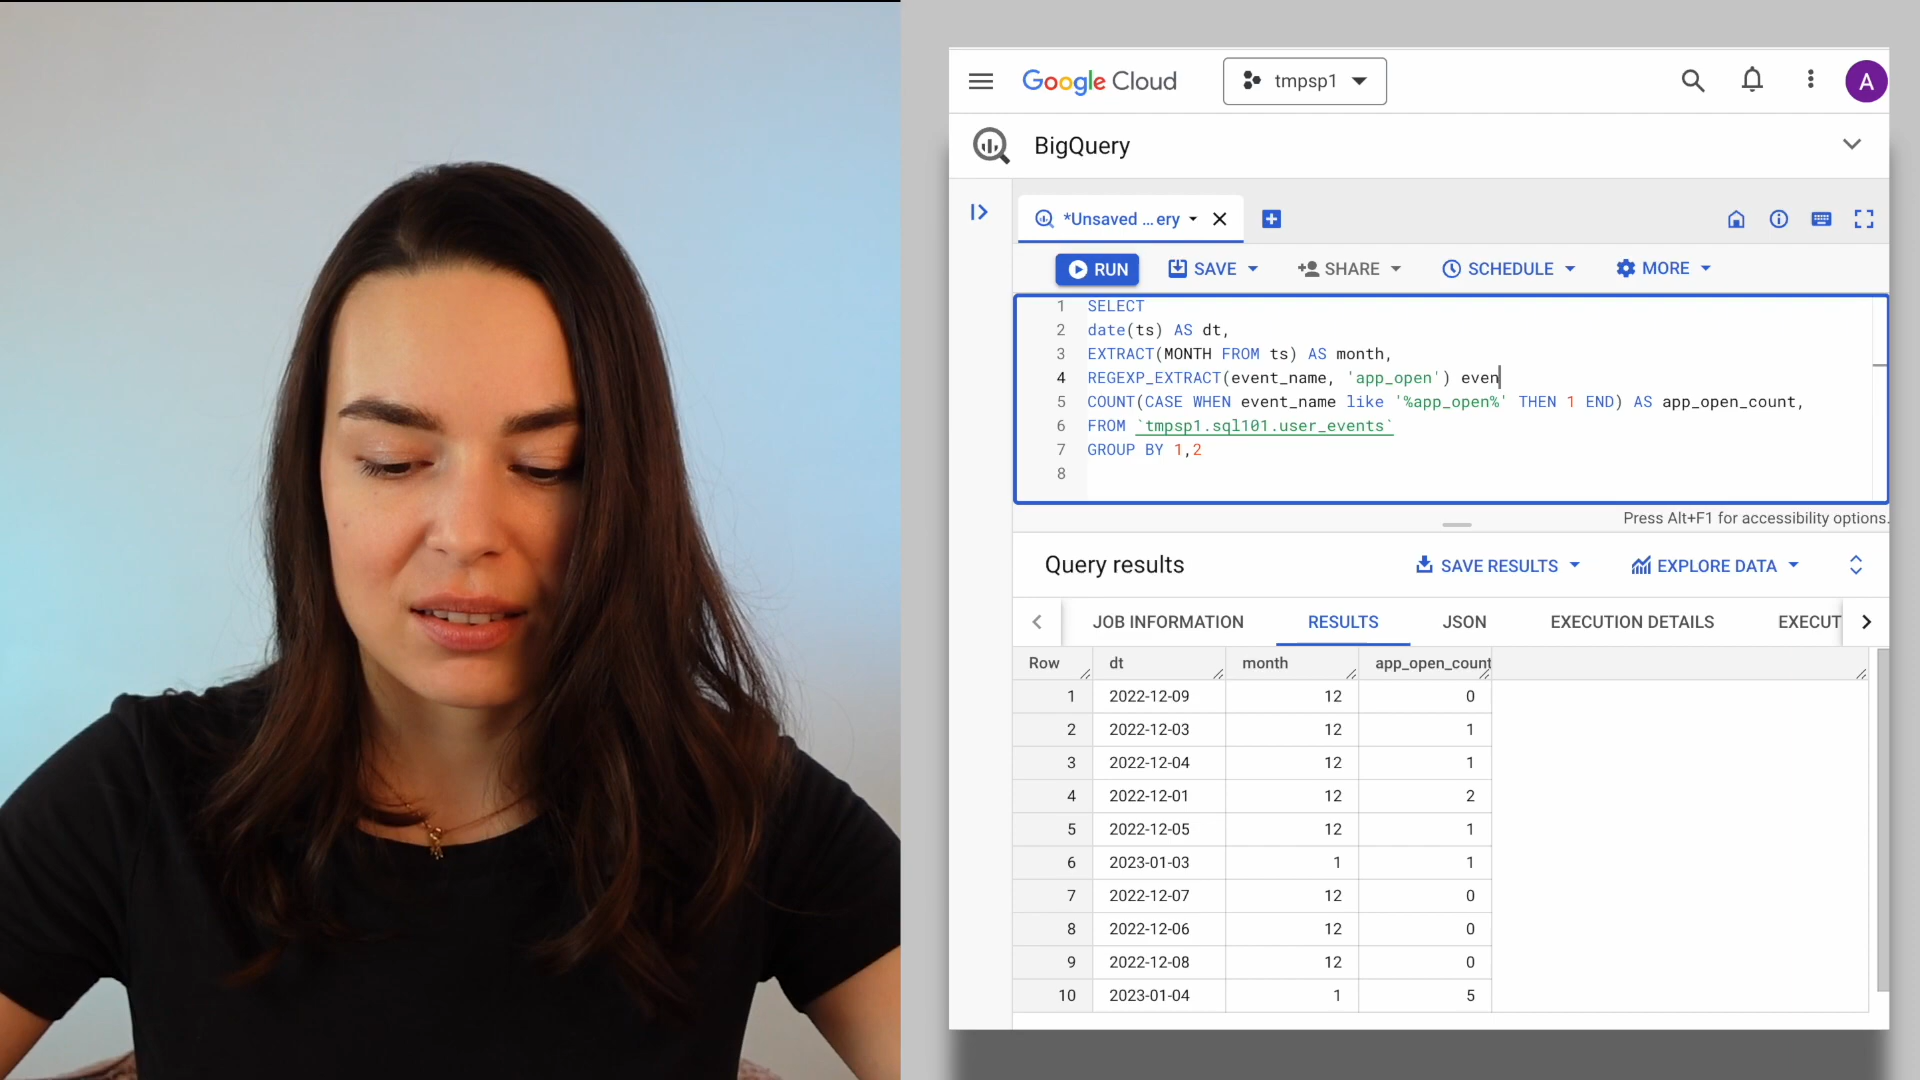 Google Cloud
tmpsp1
A
BigQuery
*Unsaved ... ery
RUN
SAVE
SHARE
SCHEDULE
MORE
1 SELECT
2 date(ts) AS dt,
3 EXTRACT(MONTH FROM ts) AS month,
4 REGEXP_EXTRACT(event_name, 'app_open') even
5 COUNT(CASE WHEN event_name like '%app_open%' THEN 1 END) AS app_open_count,
6 FROM `tmpsp1.sql101.user_events`
7 GROUP BY 1,2
8
Press Alt+F1 for accessibility options.
Query results
SAVE RESULTS
EXPLORE DATA
JOB INFORMATION
RESULTS
JSON
EXECUTION DETAILS
EXECUT
Row dt month app_open_count
1 2022-12-09 12 0
2 2022-12-03 12 1
3 2022-12-04 12 1
4 2022-12-01 12 2
5 2022-12-05 12 1
6 2023-01-03 1 1
7 2022-12-07 12 0
8 2022-12-06 12 0
9 2022-12-08 12 0
10 2023-01-04 1 5